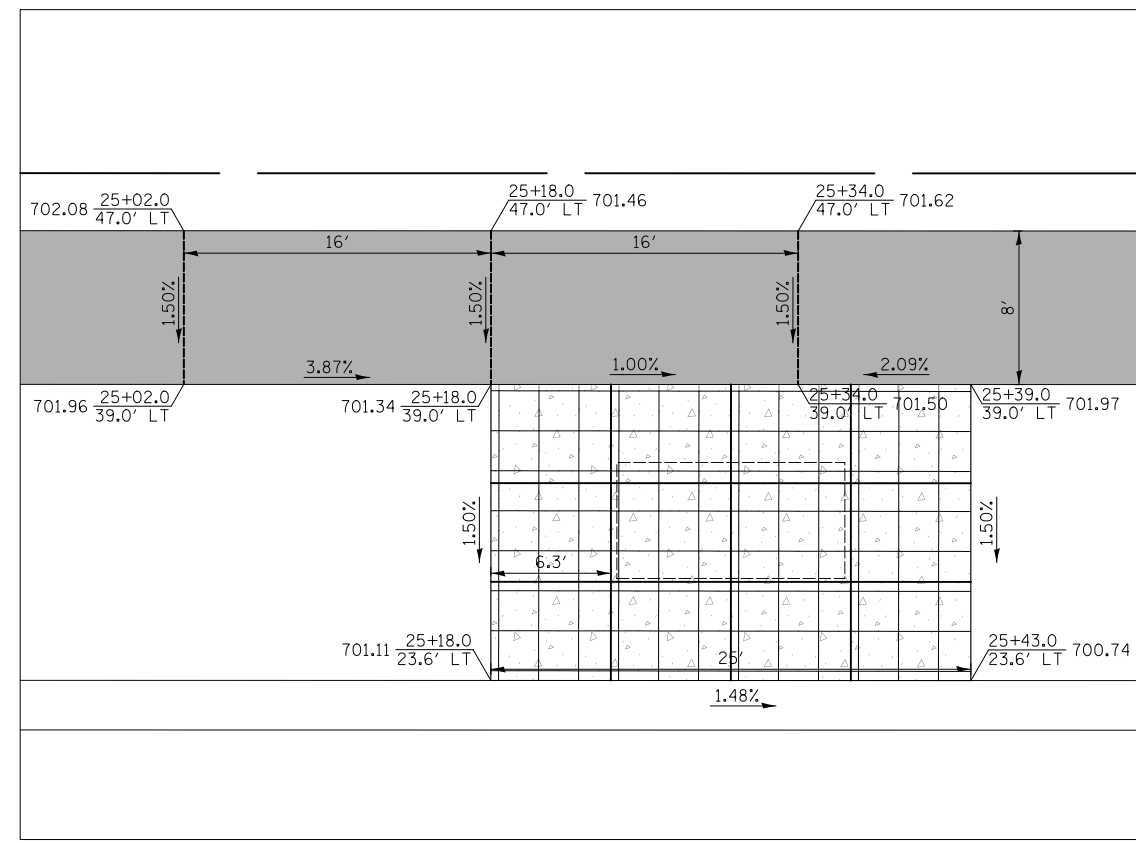 702.08 25+02.0
47.0′ LT
25+18.0 701.46
47.0′ LT
25+34.0 701.62
47.0′ LT
16′
16′
1.50%
1.50%
1.50%
8′
3.87%
1.00%
2.09%
701.96 25+02.0
39.0′ LT
701.34 25+18.0
39.0′ LT
25+34.0 701.50
39.0′ LT
25+39.0 701.97
39.0′ LT
1.50%
1.50%
6.3′
701.11 25+18.0
23.6′ LT
25′
25+43.0 700.74
23.6′ LT
1.48%